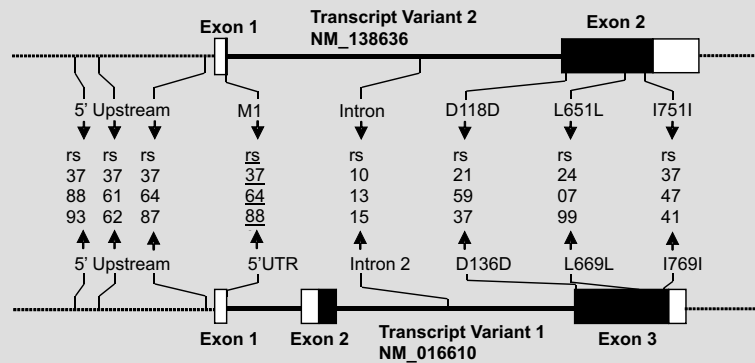 Transcript Variant 2
NM_138636
Exon 1
Exon 2
5' Upstream M1 Intron D118D L651L I751I
rs rs rs rs rs rs rs rs
37 37 37 37 10 21 24 37
88 61 64 64 13 59 07 47
93 62 87 88 15 37 99 41
5' Upstream 5'UTR Intron 2 D136D L669L I769I
Exon 1 Exon 2 Exon 3
Transcript Variant 1
NM_016610